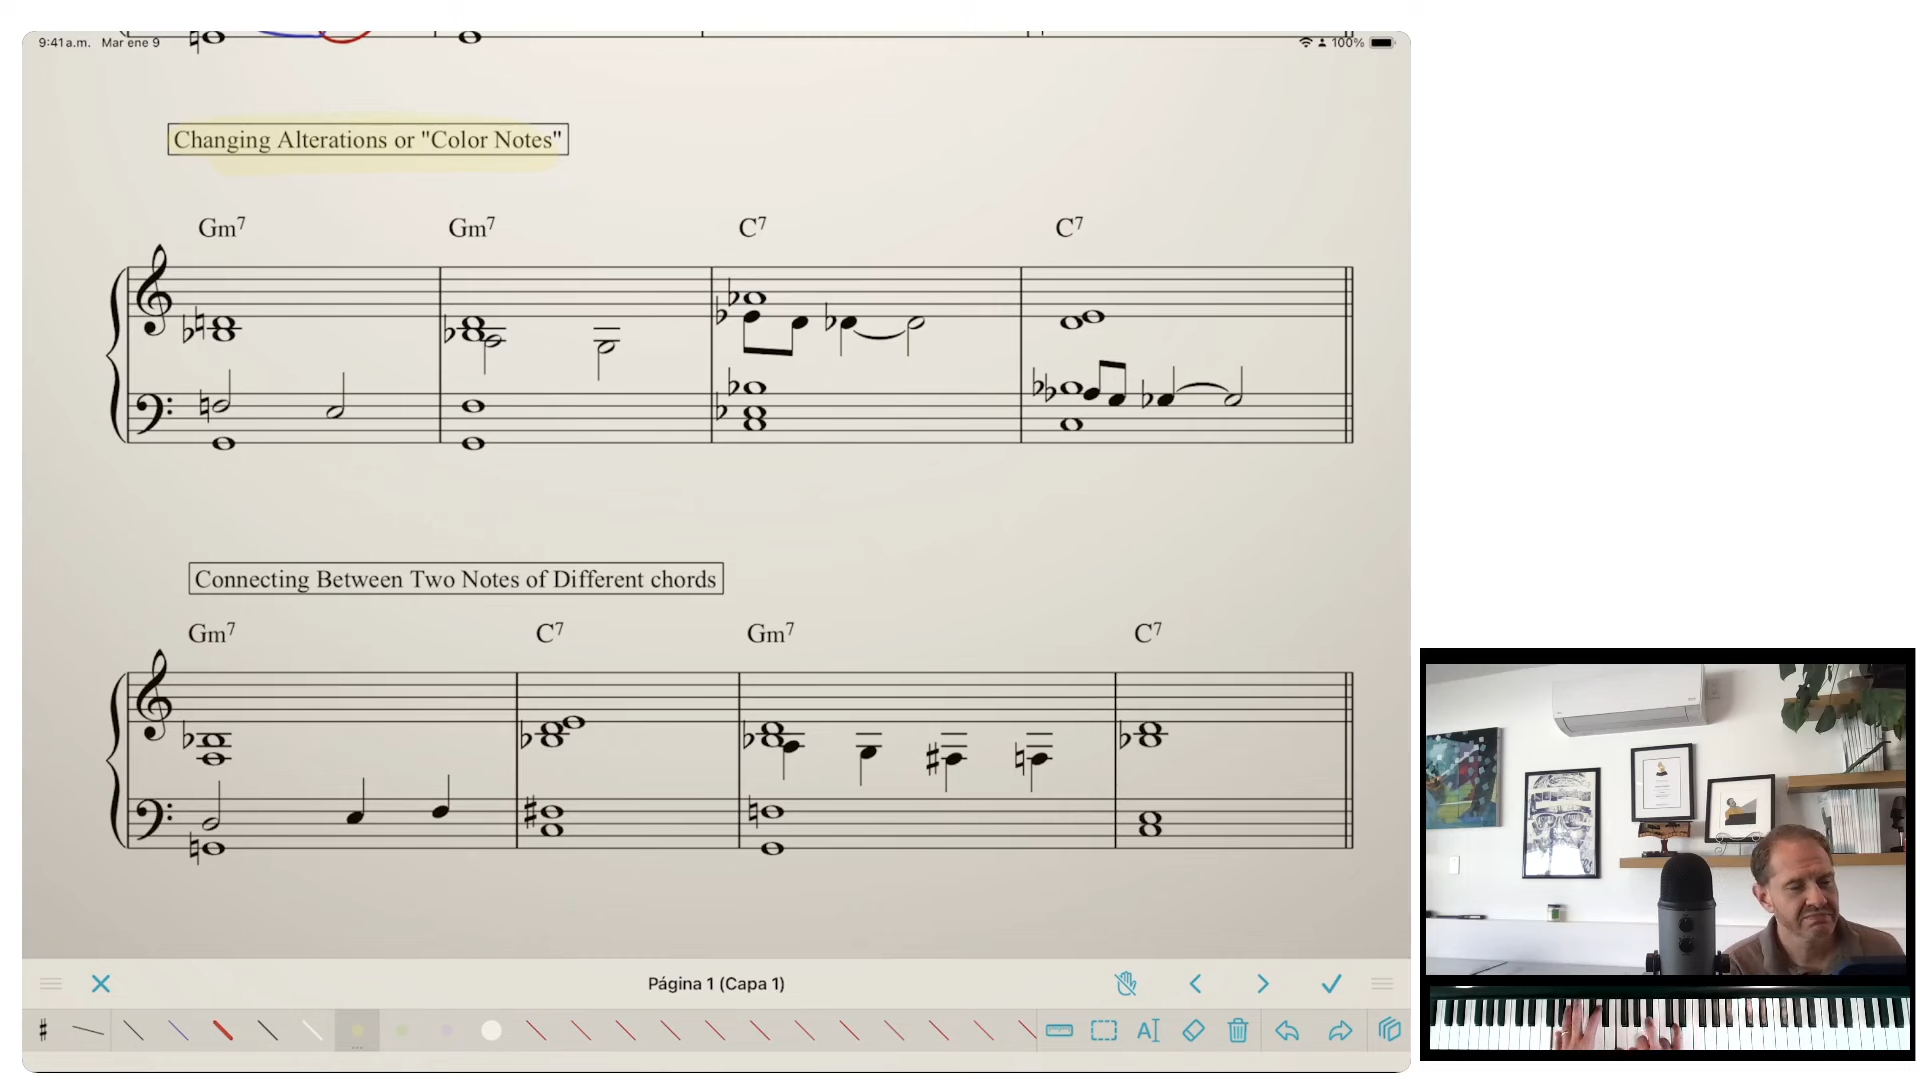 9:41 a.m. Mar ene 9
100%
Changing Alterations or "Color Notes"
Gm7 Gm7 C7 C7
Connecting Between Two Notes of Different chords
Gm7 C7 Gm7 C7
Página 1 (Capa 1)
A